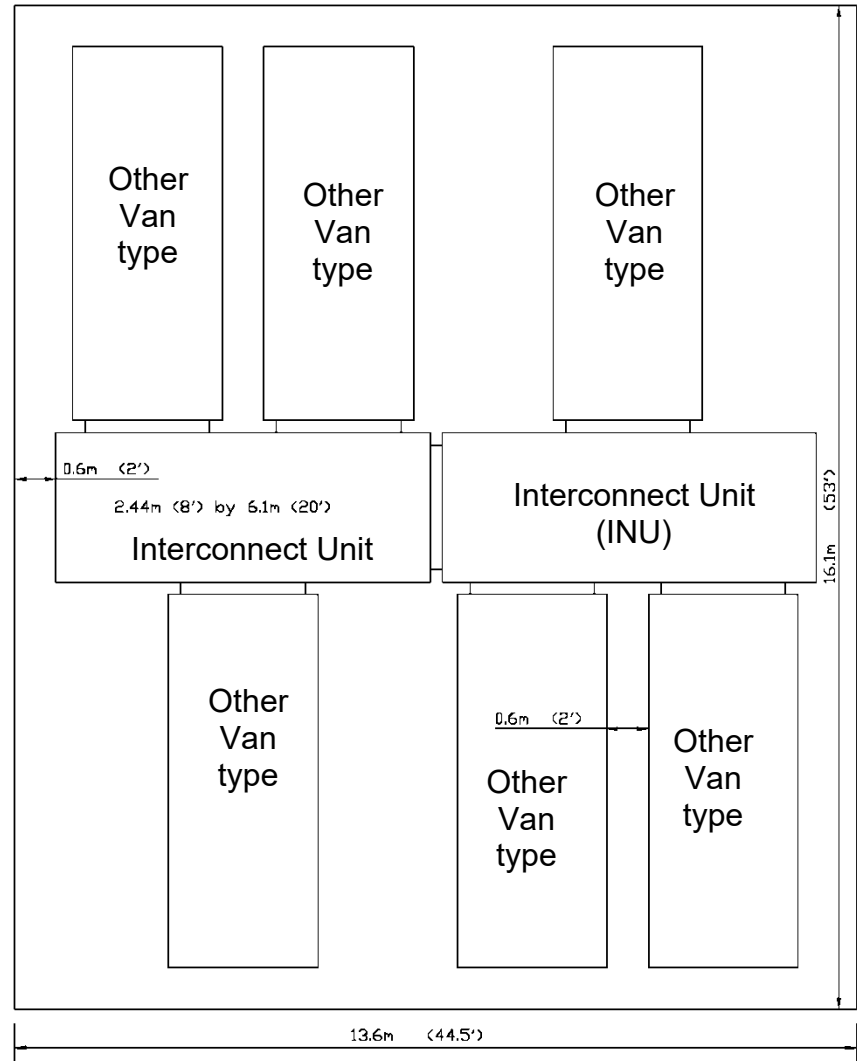 Other
Van
type
Other
Van
type
Other
Van
type
0.6m (2')
2.44m (8') by 6.1m (20')
Interconnect Unit
Interconnect Unit
(INU)
16.1m (53')
Other
Van
type
0.6m (2')
Other
Van
type
Other
Van
type
13.6m (44.5')